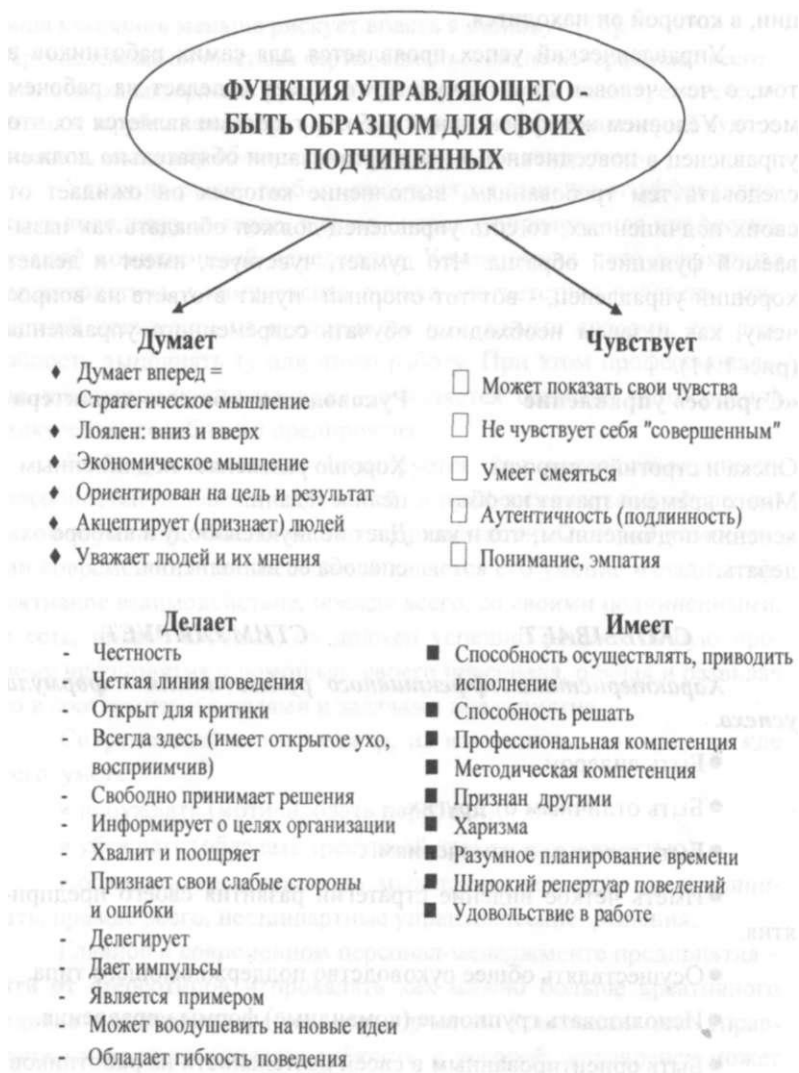 ФУНКЦИЯ УПРАВЛЯЮЩЕГО -
БЫТЬ ОБРАЗЦОМ ДЛЯ СВОИХ
ПОДЧИНЕННЫХ
Думает
♦ Думает вперед =
♦ Стратегическое мышление
♦ Лоялен: вниз и вверх
♦ Экономическое мышление
♦ Ориентирован на цель и результат
♦ Акцептирует (признает) людей
♦ Уважает людей и их мнения
Чувствует
□ Может показать свои чувства
□ Не чувствует себя "совершенным"
□ Умеет смеяться
□ Аутентичность (подлинность)
□ Понимание, эмпатия
Делает
- Честность
- Четкая линия поведения
- Открыт для критики
- Всегда здесь (имеет открытое ухо,
восприимчив)
- Свободно принимает решения
- Информирует о целях организации
- Хвалит и поощряет
- Признает свои слабые стороны
и ошибки
- Делегирует
- Дает импульсы
- Является примером
- Может воодушевить на новые идеи
- Обладает гибкость поведения
Имеет
■ Способность осуществлять, приводить в
исполнение
■ Способность решать
■ Профессиональная компетенция
■ Методическая компетенция
■ Признан другими
■ Харизма
■ Разумное планирование времени
■ Широкий репертуар поведений
■ Удовольствие в работе